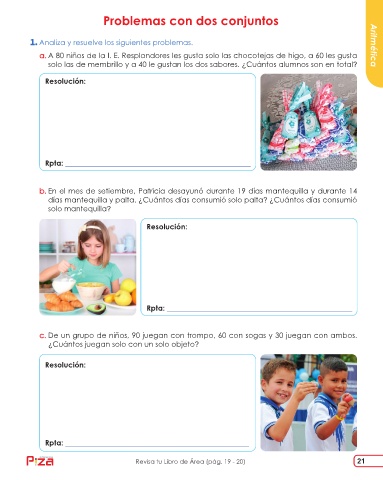 Problemas con dos conjuntos
Aritmética
1. Analiza y resuelve los siguientes problemas.
a. A 80 niños de la I. E. Resplandores les gusta solo las chocotejas de higo, a 60 les gusta
solo las de membrillo y a 40 le gustan los dos sabores. ¿Cuántos alumnos son en total?
Resolución:
Rpta:
b. En el mes de setiembre, Patricia desayunó durante 19 días mantequilla y durante 14
días mantequilla y palta. ¿Cuántos días consumió solo palta? ¿Cuántos días consumió
solo mantequilla?
Resolución:
Rpta:
c. De un grupo de niños, 90 juegan con trompo, 60 con sogas y 30 juegan con ambos.
¿Cuántos juegan solo con un solo objeto?
Resolución:
Rpta:
Revisa tu Libro de Área (pág. 19 - 20)
21